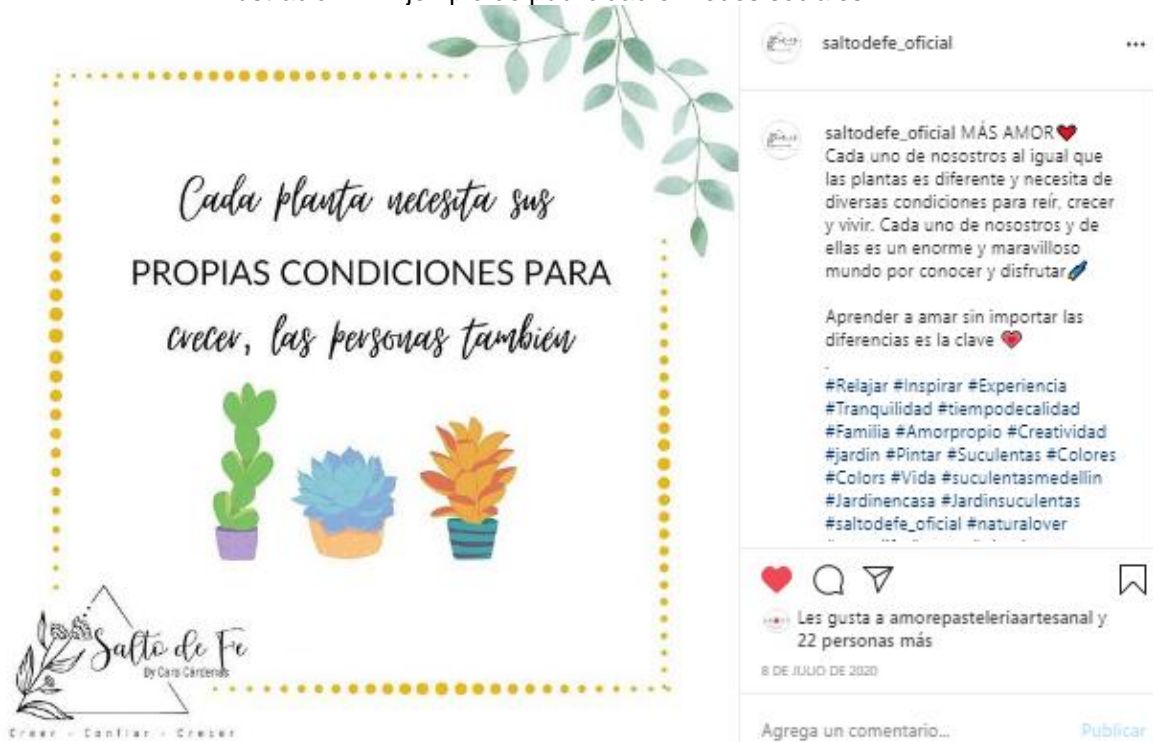 saltodefe_oficial
Cada planta necesita sus
PROPIAS CONDICIONES PARA
crecer, las personas también
Salto de Fe
By Caro Cárdenas
Creer - Confiar - Crecer
saltodefe_oficial MÁS AMOR❤
Cada uno de nosostros al igual que
las plantas es diferente y necesita de
diversas condiciones para reír, crecer
y vivir. Cada uno de nosostros y de
ellas es un enorme y maravilloso
mundo por conocer y disfrutar
Aprender a amar sin importar las
diferencias es la clave
.
#Relajar #Inspirar #Experiencia
#Tranquilidad #tiempodecalidad
#Familia #Amorpropio #Creatividad
#jardin #Pintar #Suculentas #Colores
#Colors #Vida #suculentasmedellin
#Jardinencasa #Jardinsuculentas
#saltodefe_oficial #naturalover
Les gusta a amorepasteleriaartesanal y
22 personas más
8 DE JULIO DE 2020
Agrega un comentario... Publicar